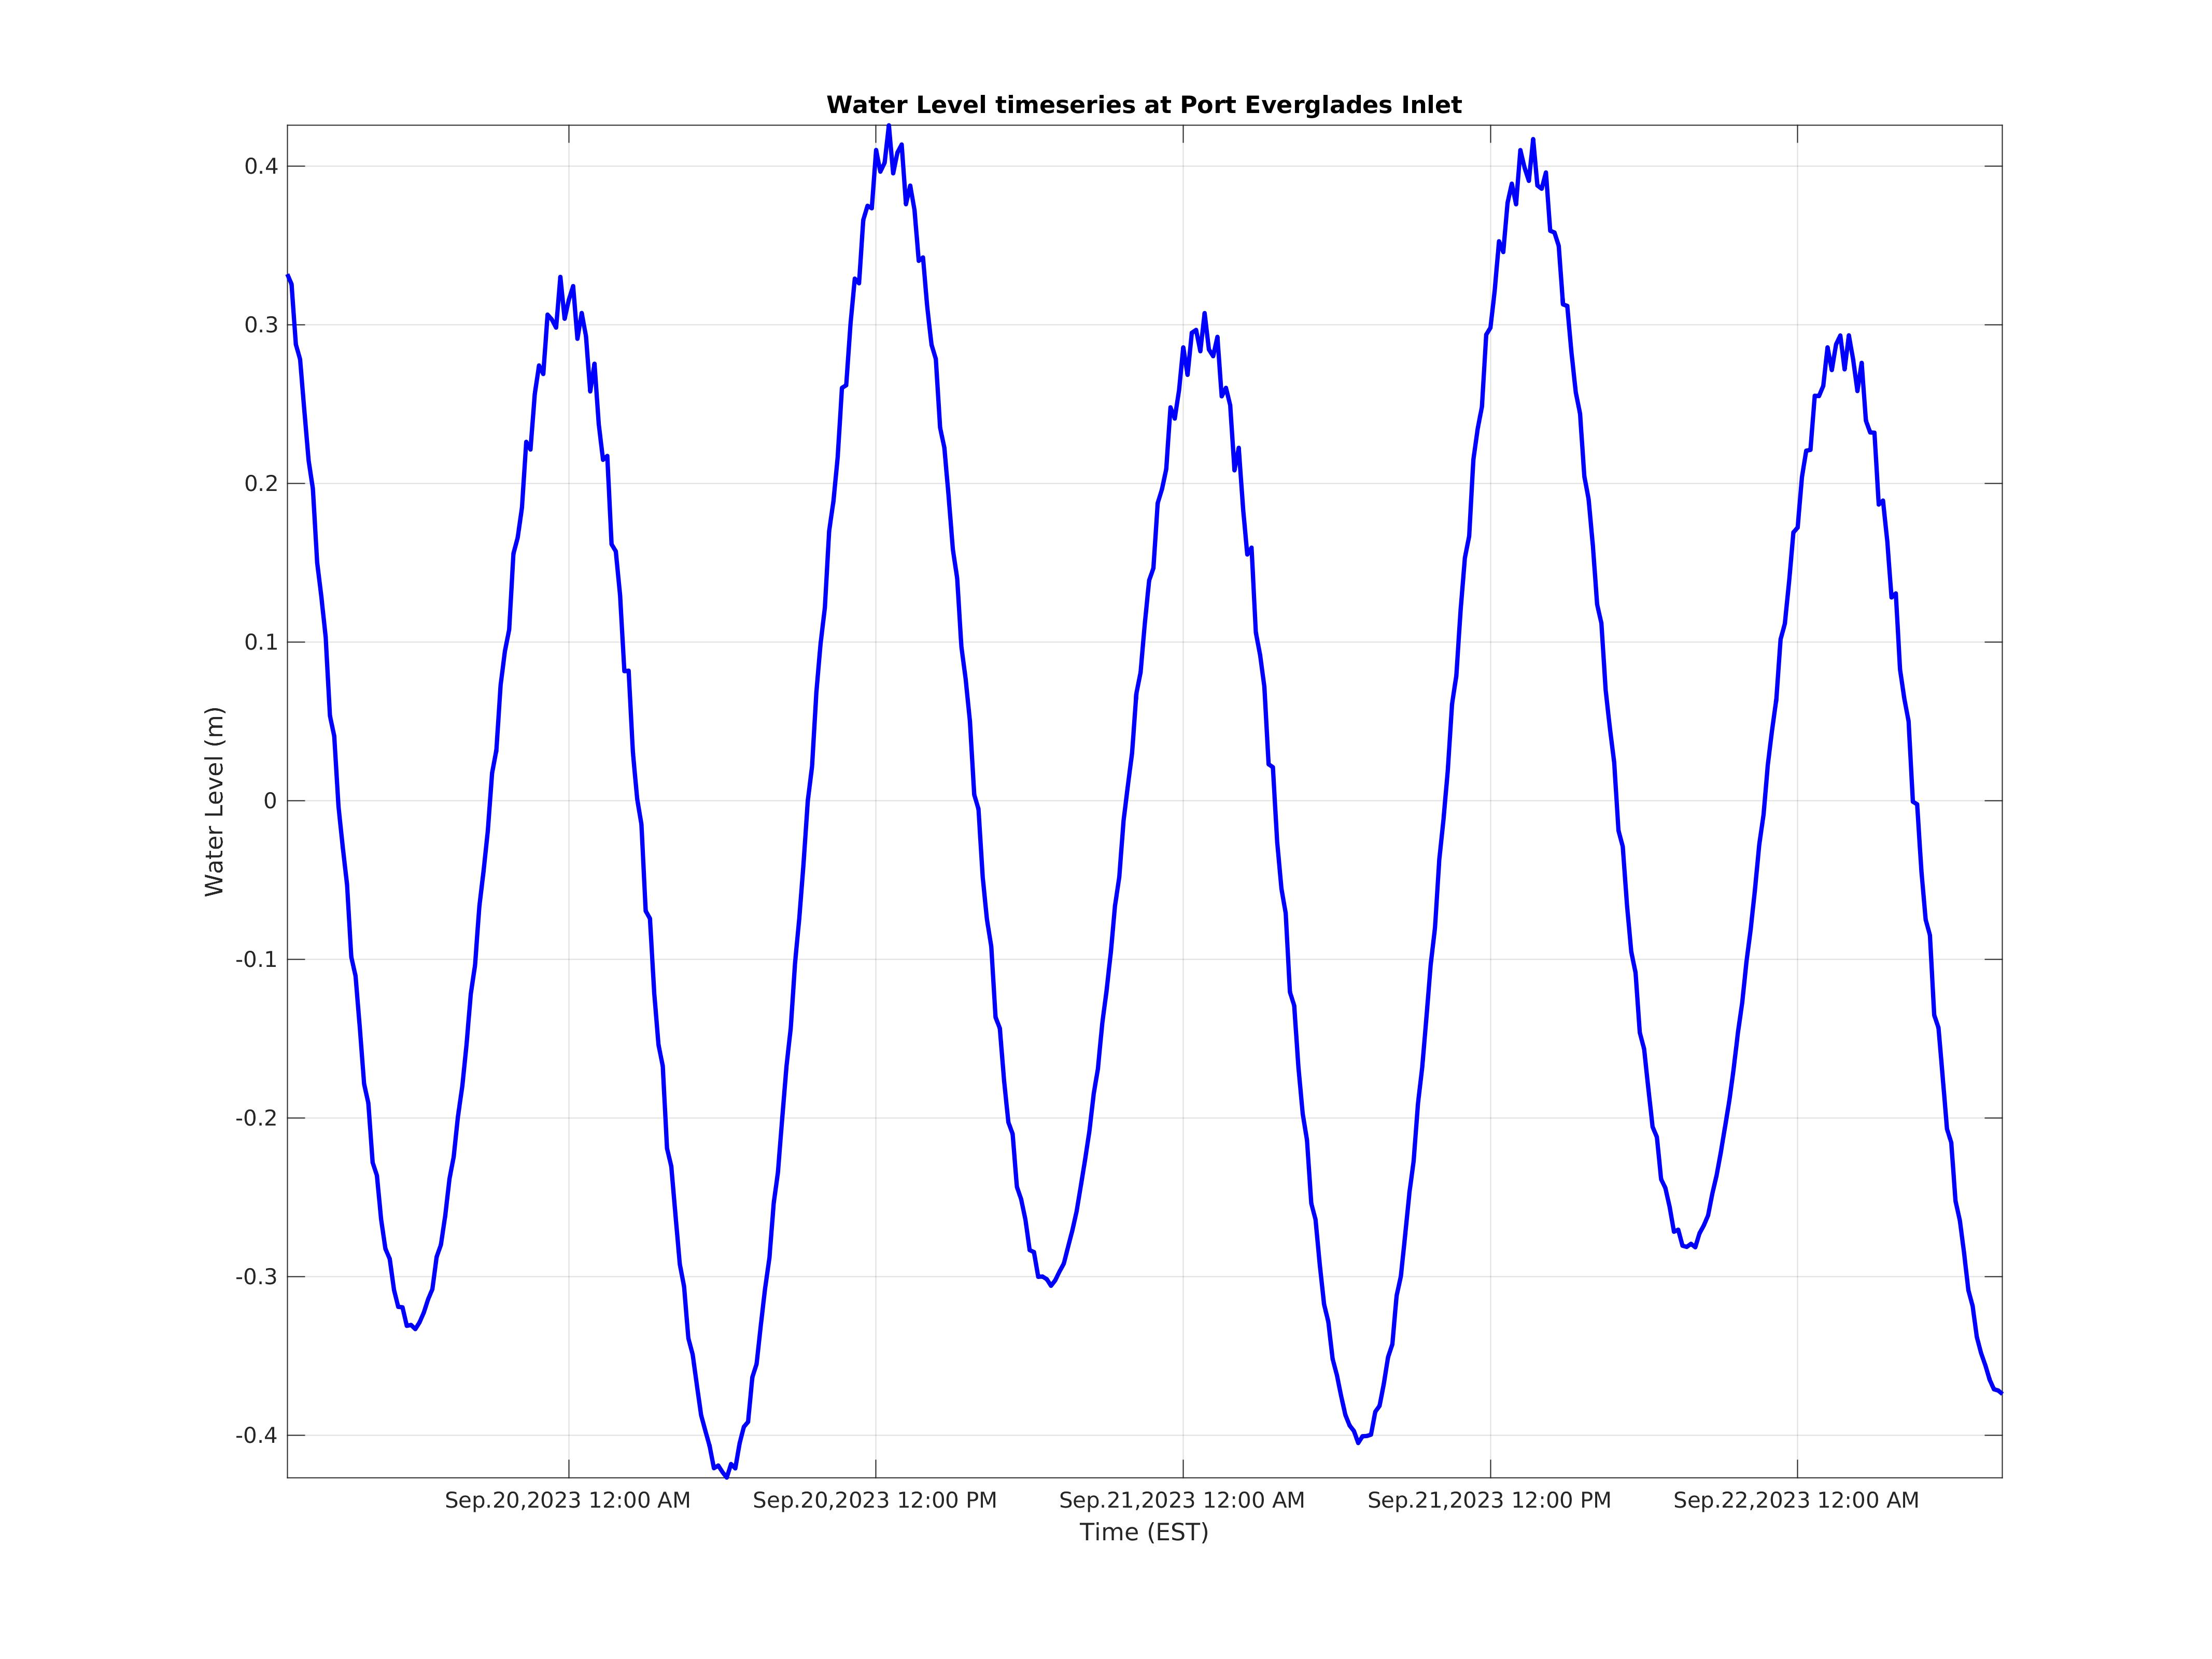 Water Level timeseries at Port Everglades Inlet
0.4
0.3
0.2
0.1
0
-0.1
-0.2
-0.3
-0.4
Water Level (m)
Sep.20,2023 12:00 AM
Sep.20,2023 12:00 PM
Sep.21,2023 12:00 AM
Sep.21,2023 12:00 PM
Sep.22,2023 12:00 AM
Time (EST)